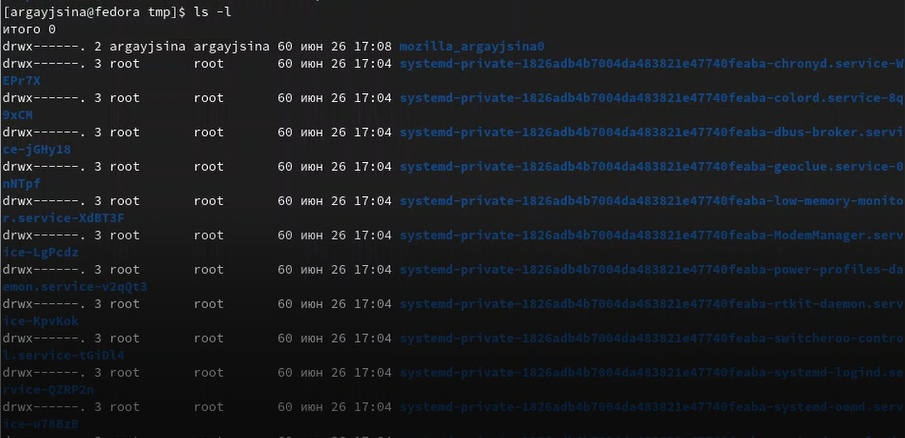 [argayjsina@fedora tmp]$ ls -l
итого 0
drwx------. 2 argayjsina argayjsina 60 июн 26 17:08 mozilla_argayjsina0
drwx------. 3 root       root       60 июн 26 17:04 systemd-private-1826adb4b7004da483821e47740feaba-chronyd.service-W
EPr7X
drwx------. 3 root       root       60 июн 26 17:04 systemd-private-1826adb4b7004da483821e47740feaba-colord.service-8q
9xCM
drwx------. 3 root       root       60 июн 26 17:04 systemd-private-1826adb4b7004da483821e47740feaba-dbus-broker.servi
ce-jGHy18
drwx------. 3 root       root       60 июн 26 17:04 systemd-private-1826adb4b7004da483821e47740feaba-geoclue.service-0
nNTpf
drwx------. 3 root       root       60 июн 26 17:04 systemd-private-1826adb4b7004da483821e47740feaba-low-memory-monito
r.service-XdBT3F
drwx------. 3 root       root       60 июн 26 17:04 systemd-private-1826adb4b7004da483821e47740feaba-ModemManager.serv
ice-LgPcdz
drwx------. 3 root       root       60 июн 26 17:04 systemd-private-1826adb4b7004da483821e47740feaba-power-profiles-da
emon.service-v2qQt3
drwx------. 3 root       root       60 июн 26 17:04 systemd-private-1826adb4b7004da483821e47740feaba-rtkit-daemon.serv
ice-KpvKok
drwx------. 3 root       root       60 июн 26 17:04 systemd-private-1826adb4b7004da483821e47740feaba-switcheroo-contro
l.service-tGiDl4
drwx------. 3 root       root       60 июн 26 17:04 systemd-private-1826adb4b7004da483821e47740feaba-systemd-logind.se
rvice-QZRP2n
drwx------. 3 root       root       60 июн 26 17:04 systemd-private-1826adb4b7004da483821e47740feaba-systemd-oomd.serv